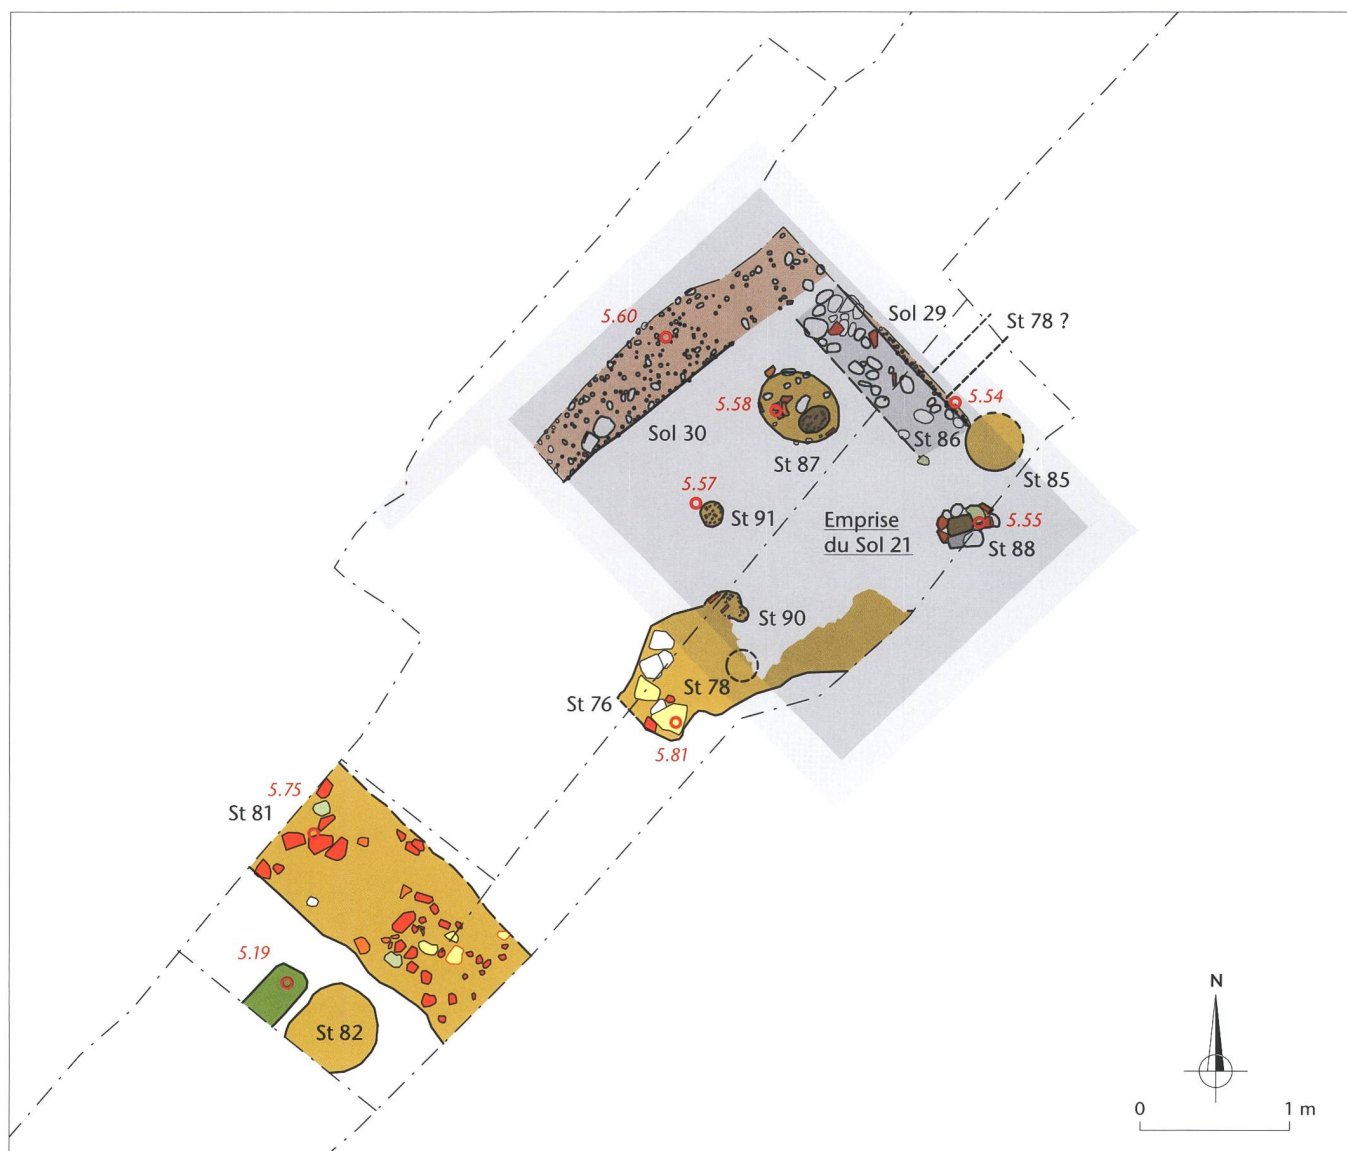 Sol 29
St 78 ?
5.60
5.54
5.58
Sol 30
St 86
St 87
St 85
5.57
St 91
Emprise
du Sol 21
5.55
St 88
St 90
St 78
St 76
5.81
5.75
St 81
5.19
St 82
N
0 1 m